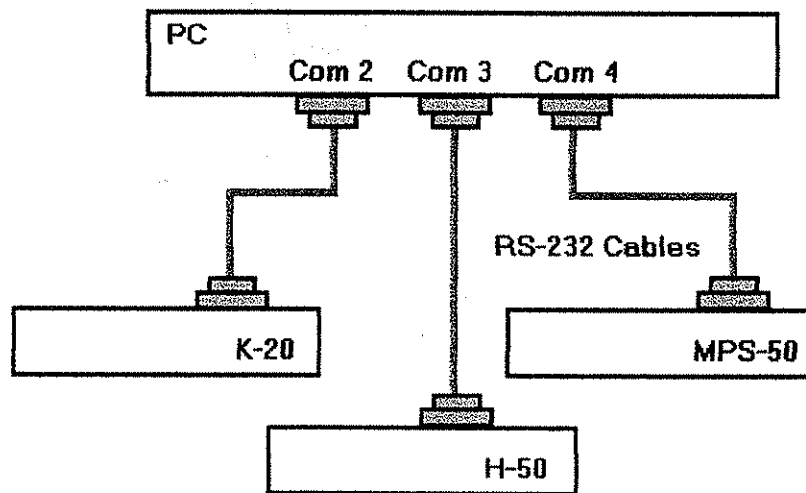 PC
Com 2 Com 3 Com 4
RS-232 Cables
K-20
MPS-50
H-50